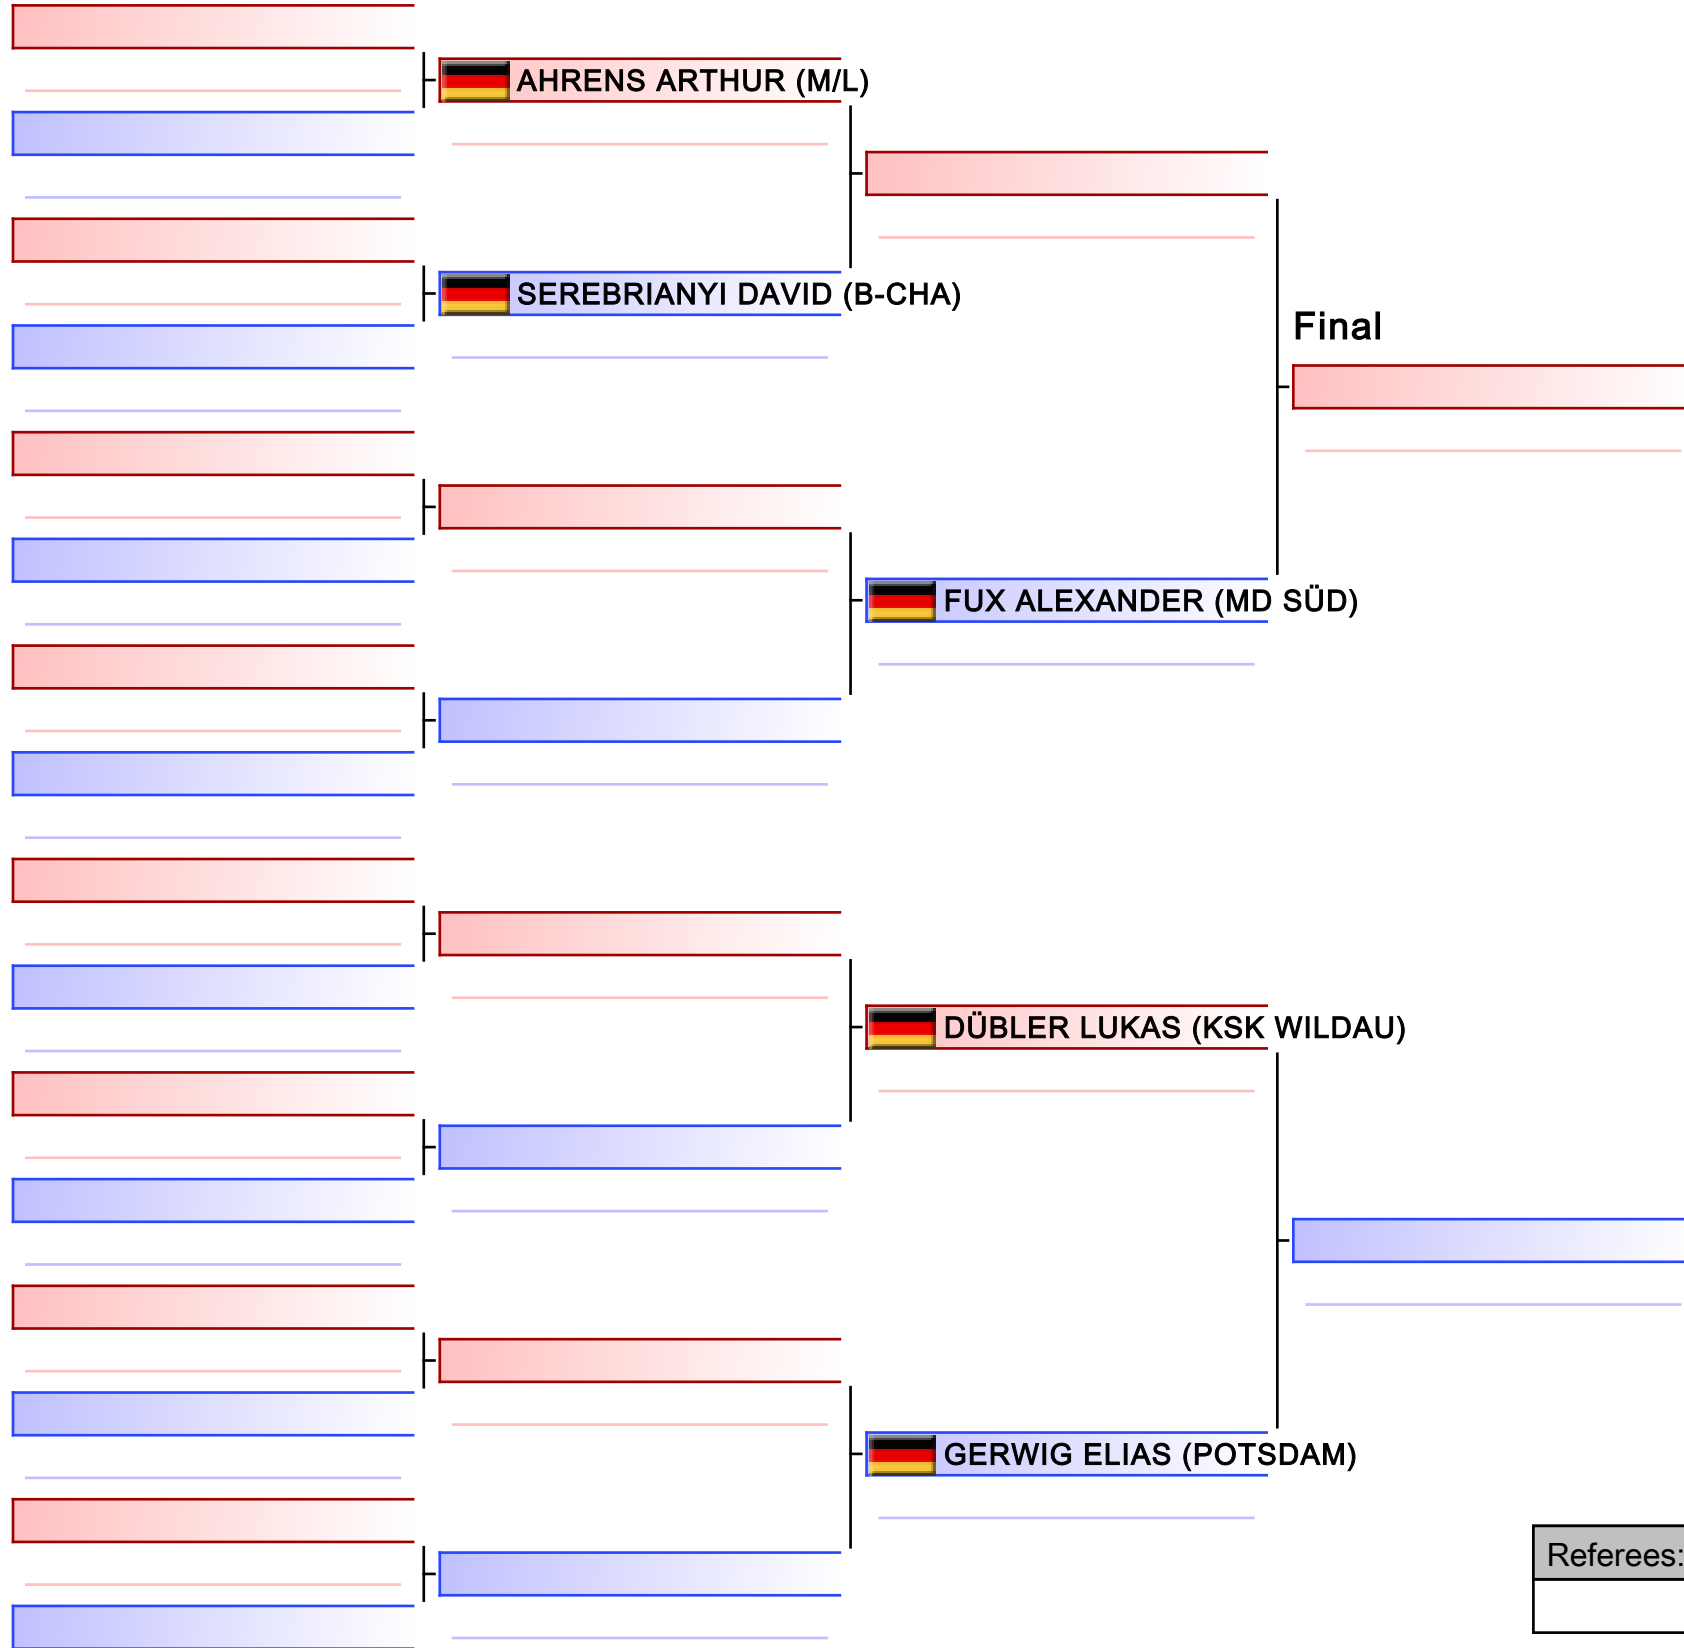 AHRENS ARTHUR (M/L)
SEREBRIANYI DAVID (B-CHA)
Final
FUX ALEXANDER (MD SÜD)
DÜBLER LUKAS (KSK WILDAU)
GERWIG ELIAS (POTSDAM)
Referees: